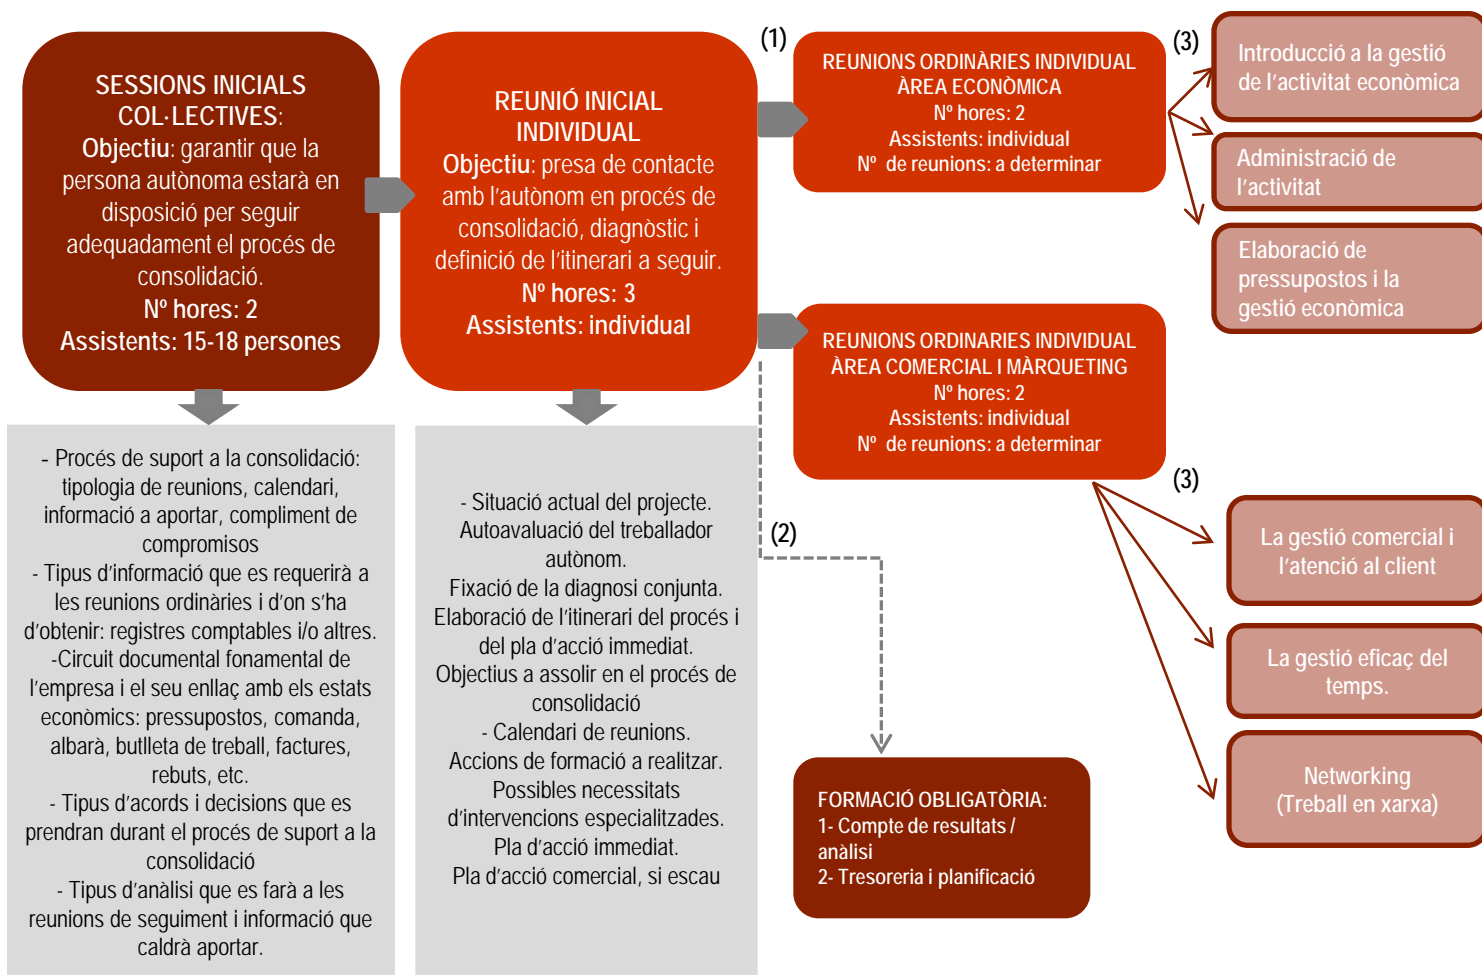 SESSIONS INICIALS
COL·LECTIVES:
Objectiu: garantir que la
persona autònoma estarà en
disposició per seguir
adequadament el procés de
consolidació.
Nº hores: 2
Assistents: 15-18 persones
- Procés de suport a la consolidació:
tipologia de reunions, calendari,
informació a aportar, compliment de
compromisos
- Tipus d'informació que es requerirà a
les reunions ordinàries i d'on s'ha
d'obtenir: registres comptables i/o altres.
-Circuit documental fonamental de
l'empresa i el seu enllaç amb els estats
econòmics: pressupostos, comanda,
albarà, butlleta de treball, factures,
rebuts, etc.
- Tipus d'acords i decisions que es
prendran durant el procés de suport a la
consolidació
- Tipus d'anàlisi que es farà a les
reunions de seguiment i informació que
caldrà aportar.
REUNIÓ INICIAL
INDIVIDUAL
Objectiu: presa de contacte
amb l'autònom en procés de
consolidació, diagnòstic i
definició de l'itinerari a seguir.
Nº hores: 3
Assistents: individual
- Situació actual del projecte.
Autoavaluació del treballador
autònom.
Fixació de la diagnosi conjunta.
Elaboració de l'itinerari del procés i
del pla d'acció immediat.
Objectius a assolir en el procés de
consolidació
- Calendari de reunions.
Accions de formació a realitzar.
Possibles necessitats
d'intervencions especialitzades.
Pla d'acció immediat.
Pla d'acció comercial, si escau
(1)
REUNIONS ORDINÀRIES INDIVIDUAL
ÀREA ECONÒMICA
Nº hores: 2
Assistents: individual
Nº de reunions: a determinar
(3)
Introducció a la gestió
de l'activitat econòmica
Administració de
l'activitat
Elaboració de
pressupostos i la
gestió econòmica
REUNIONS ORDINARIES INDIVIDUAL
ÀREA COMERCIAL I MÀRQUETING
Nº hores: 2
Assistents: individual
Nº de reunions: a determinar
(3)
La gestió comercial i
l'atenció al client
La gestió eficaç del
temps.
Networking
(Treball en xarxa)
(2)
FORMACIÓ OBLIGATÒRIA:
1- Compte de resultats /
anàlisi
2- Tresoreria i planificació